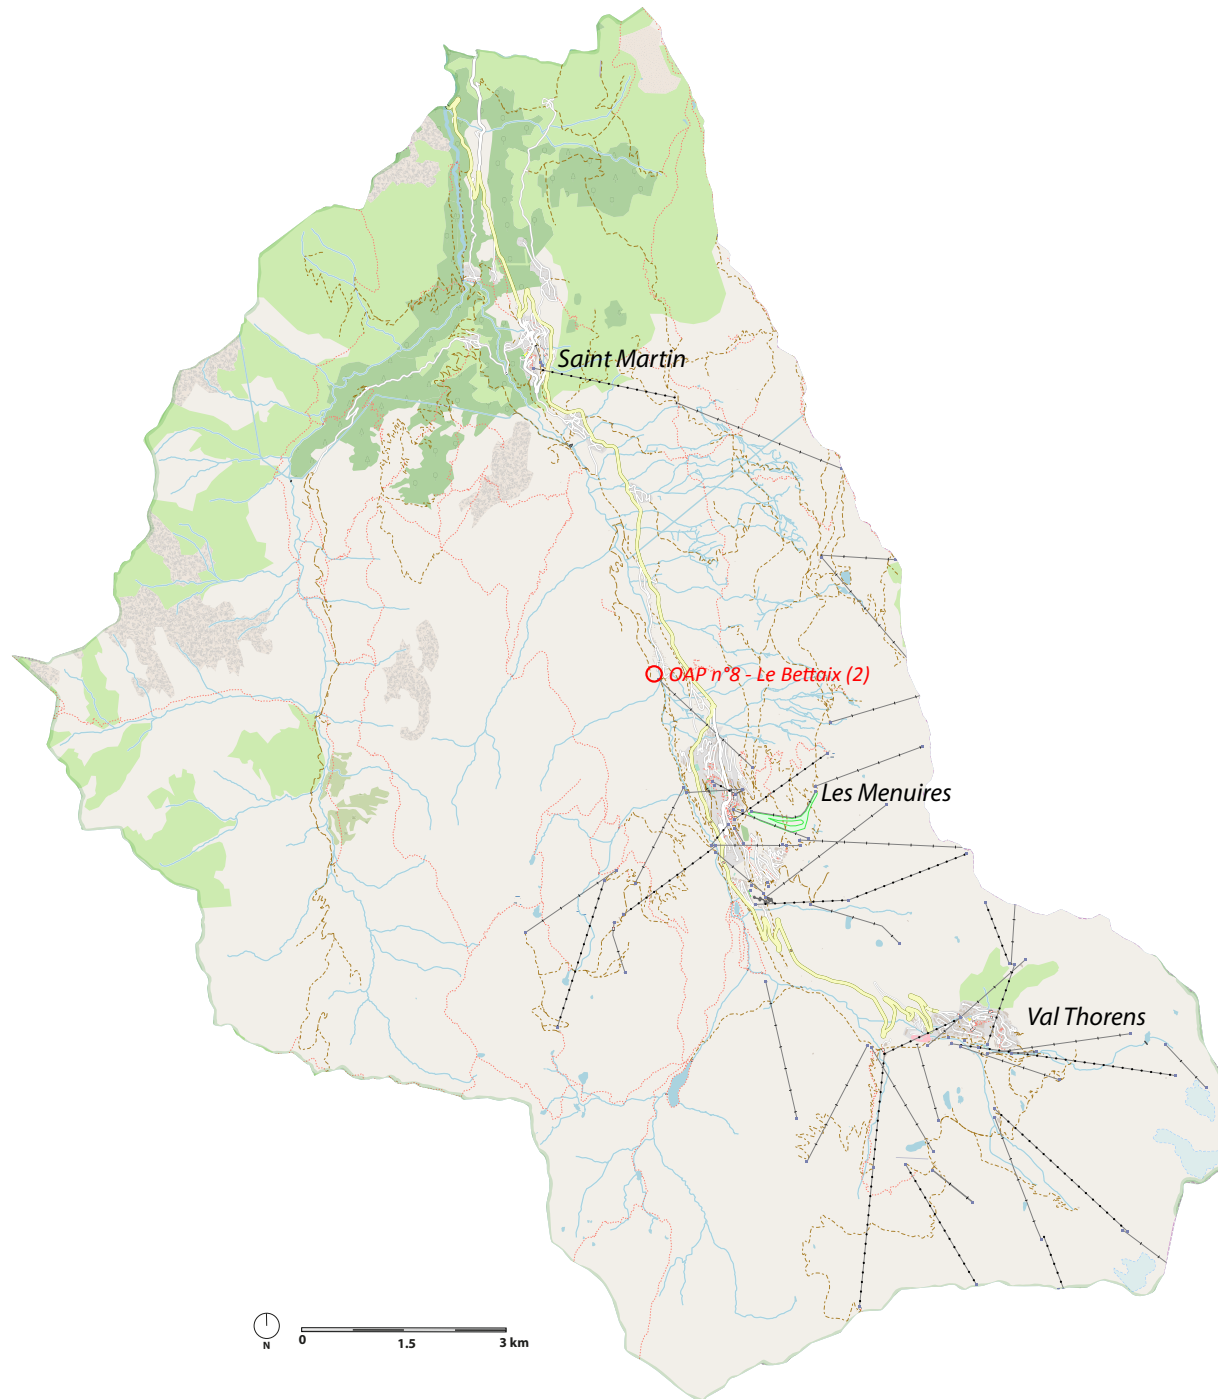 Saint Martin
OAP n°8 - Le Bettaix (2)
Les Menuires
Val Thorens
N
0
1.5
3 km